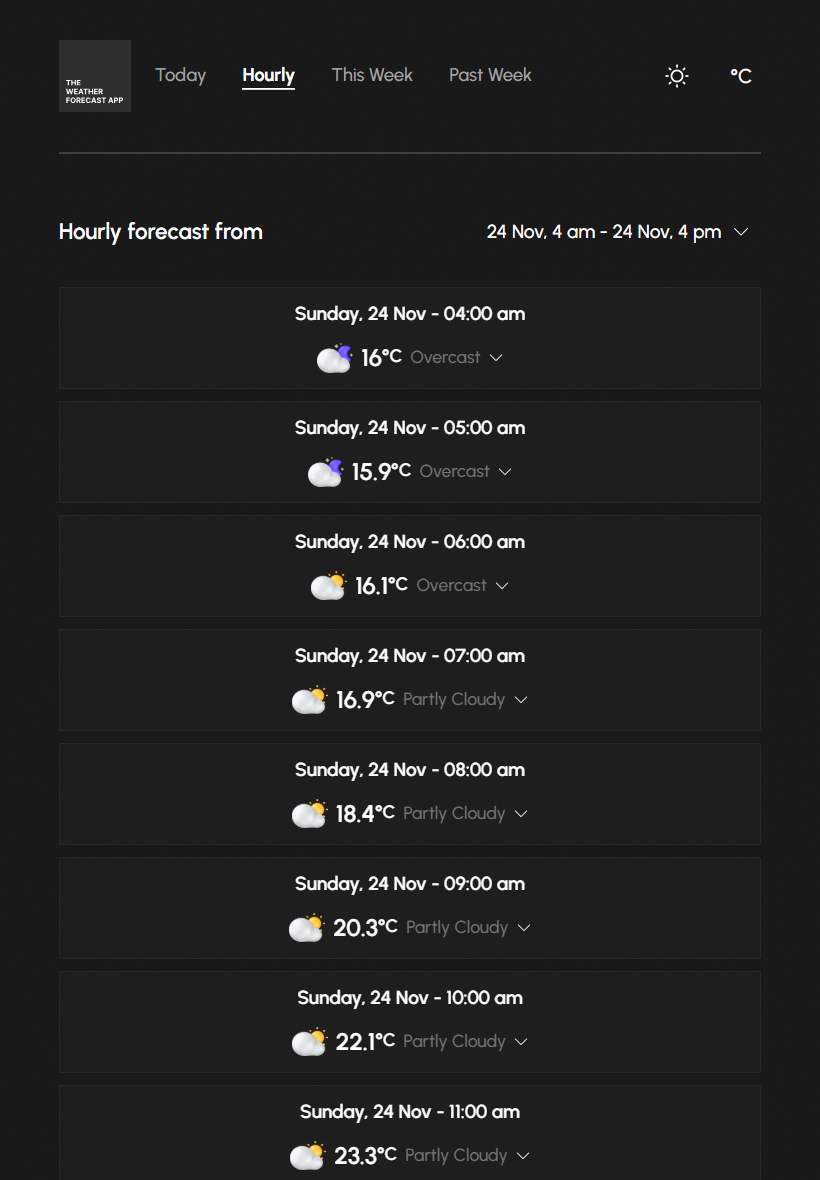 THE
WEATHER
FORECAST APP
Today Hourly This Week Past Week °C
Hourly forecast from 24 Nov, 4 am - 24 Nov, 4 pm
Sunday, 24 Nov - 04:00 am
16°C Overcast
Sunday, 24 Nov - 05:00 am
15.9°C Overcast
Sunday, 24 Nov - 06:00 am
16.1°C Overcast
Sunday, 24 Nov - 07:00 am
16.9°C Partly Cloudy
Sunday, 24 Nov - 08:00 am
18.4°C Partly Cloudy
Sunday, 24 Nov - 09:00 am
20.3°C Partly Cloudy
Sunday, 24 Nov - 10:00 am
22.1°C Partly Cloudy
Sunday, 24 Nov - 11:00 am
23.3°C Partly Cloudy